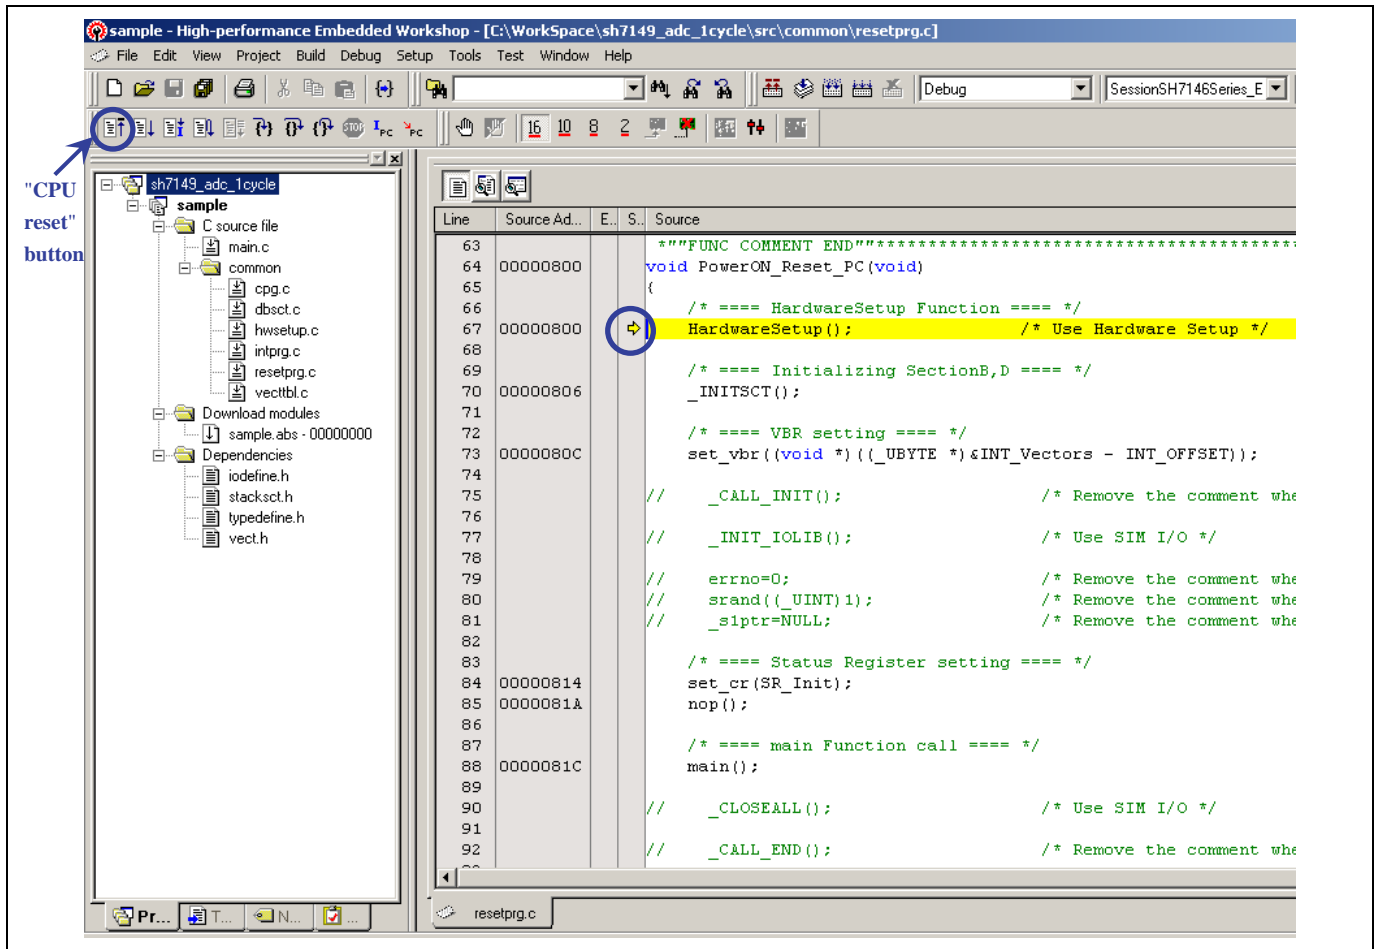 sample - High-performance Embedded Workshop - [C:\WorkSpace\sh7149_adc_1cycle\src\common\resetprg.c]
File Edit View Project Build Debug Setup Tools Test Window Help
Debug
SessionSH7146Series_E
16 10 8 2
"CPU
reset"
button
sh7149_adc_1cycle
sample
C source file
main.c
common
cpg.c
dbsct.c
hwsetup.c
intprg.c
resetprg.c
vecttbl.c
Download modules
sample.abs - 00000000
Dependencies
iodefine.h
stacksct.h
typedefine.h
vect.h
Pr... T... N... ...
Line Source Ad... E.. S.. Source
63 *""FUNC COMMENT END""*****************************************
64 00000800 void PowerON_Reset_PC(void)
65 {
66 /* ==== HardwareSetup Function ==== */
67 00000800 HardwareSetup(); /* Use Hardware Setup */
68
69 /* ==== Initializing SectionB,D ==== */
70 00000806 _INITSCT();
71
72 /* ==== VBR setting ==== */
73 0000080C set_vbr((void *)((_UBYTE *)&INT_Vectors - INT_OFFSET));
74
75 // _CALL_INIT(); /* Remove the comment whe
76
77 // _INIT_IOLIB(); /* Use SIM I/O */
78
79 // errno=0; /* Remove the comment whe
80 // srand((_UINT)1); /* Remove the comment whe
81 // _s1ptr=NULL; /* Remove the comment whe
82
83 /* ==== Status Register setting ==== */
84 00000814 set_cr(SR_Init);
85 0000081A nop();
86
87 /* ==== main Function call ==== */
88 0000081C main();
89
90 // _CLOSEALL(); /* Use SIM I/O */
91
92 // _CALL_END(); /* Remove the comment whe
resetprg.c